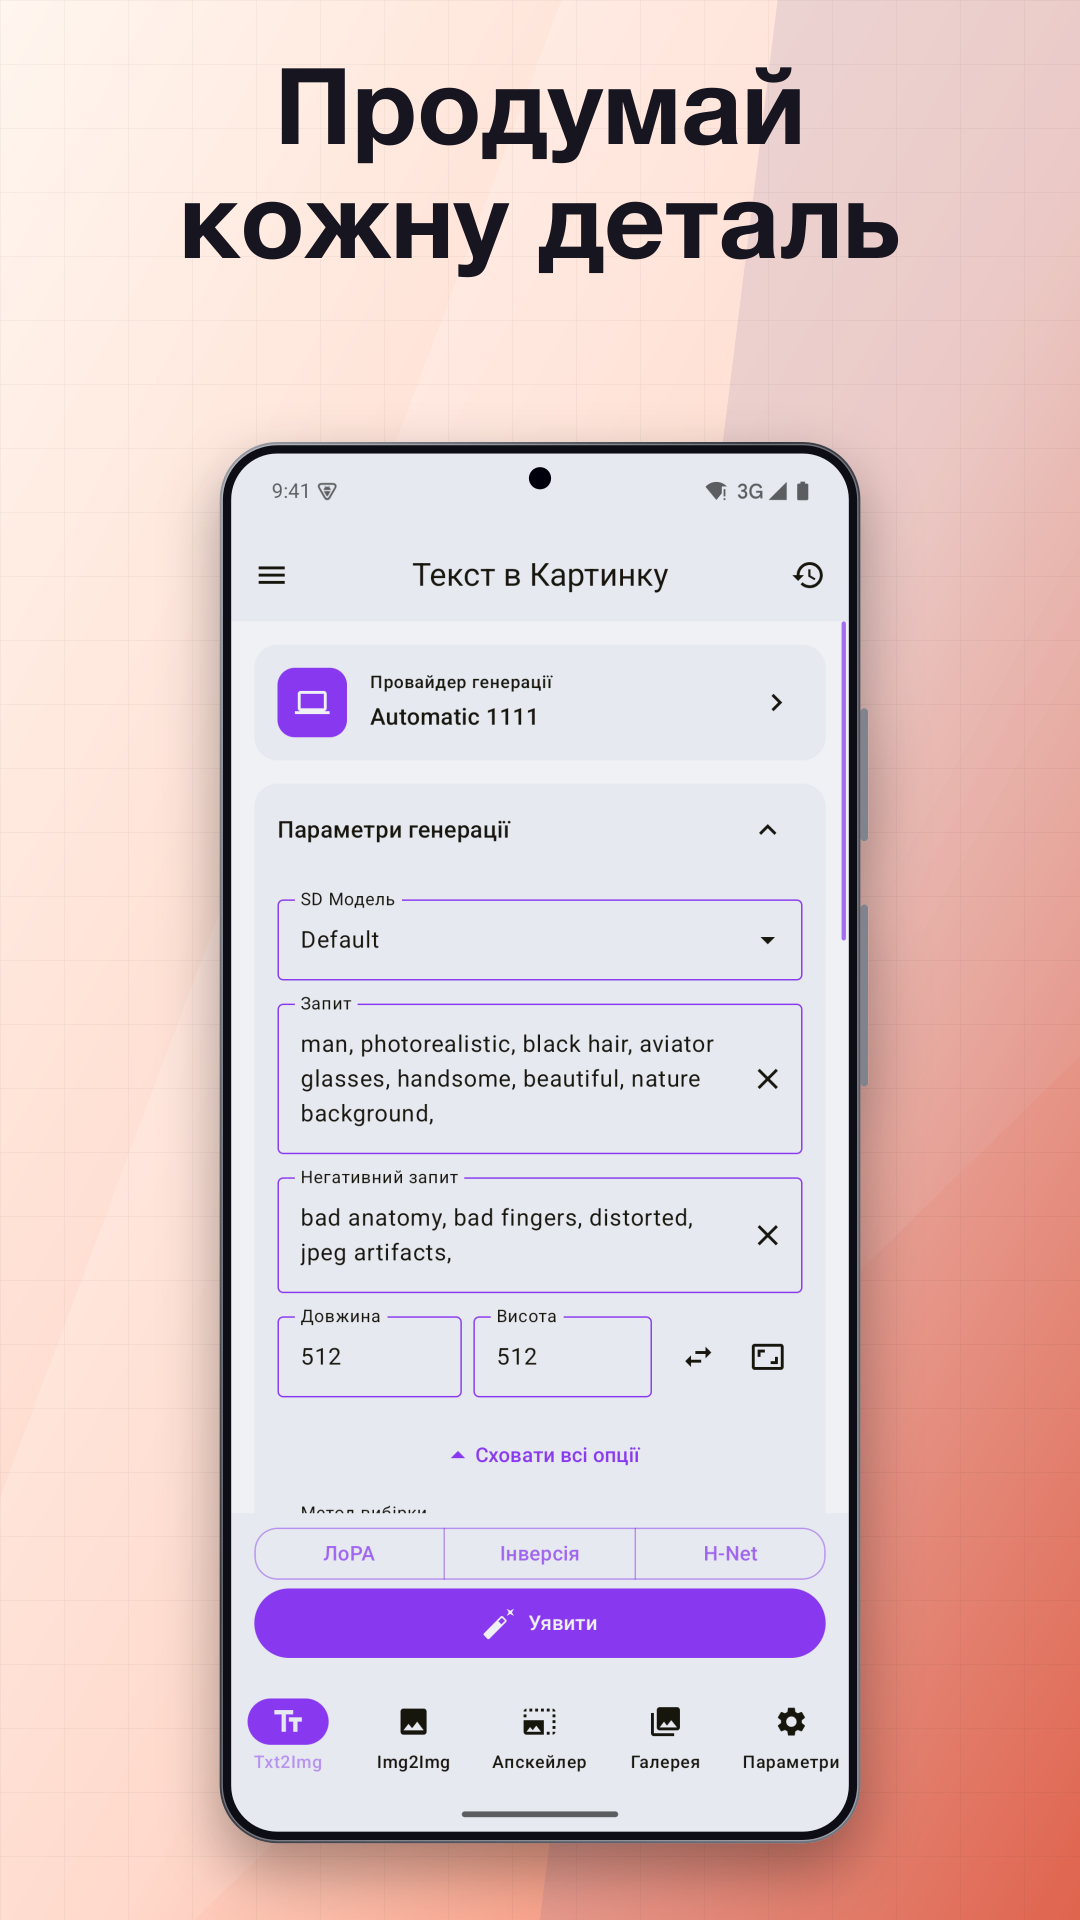 Продумай
кожну деталь
9:41
3G
Текст в Картинку
Провайдер генерації
Automatic 1111
Параметри генерації
SD Модель
Default
Запит
man, photorealistic, black hair, aviator
glasses, handsome, beautiful, nature
background,
Негативний запит
bad anatomy, bad fingers, distorted,
jpeg artifacts,
Довжина
Висота
512
512
Сховати всі опції
Метод вибірки
ЛоРА
Інверсія
H-Net
Уявити
Txt2Img
Img2Img
Апскейлер
Галерея
Параметри